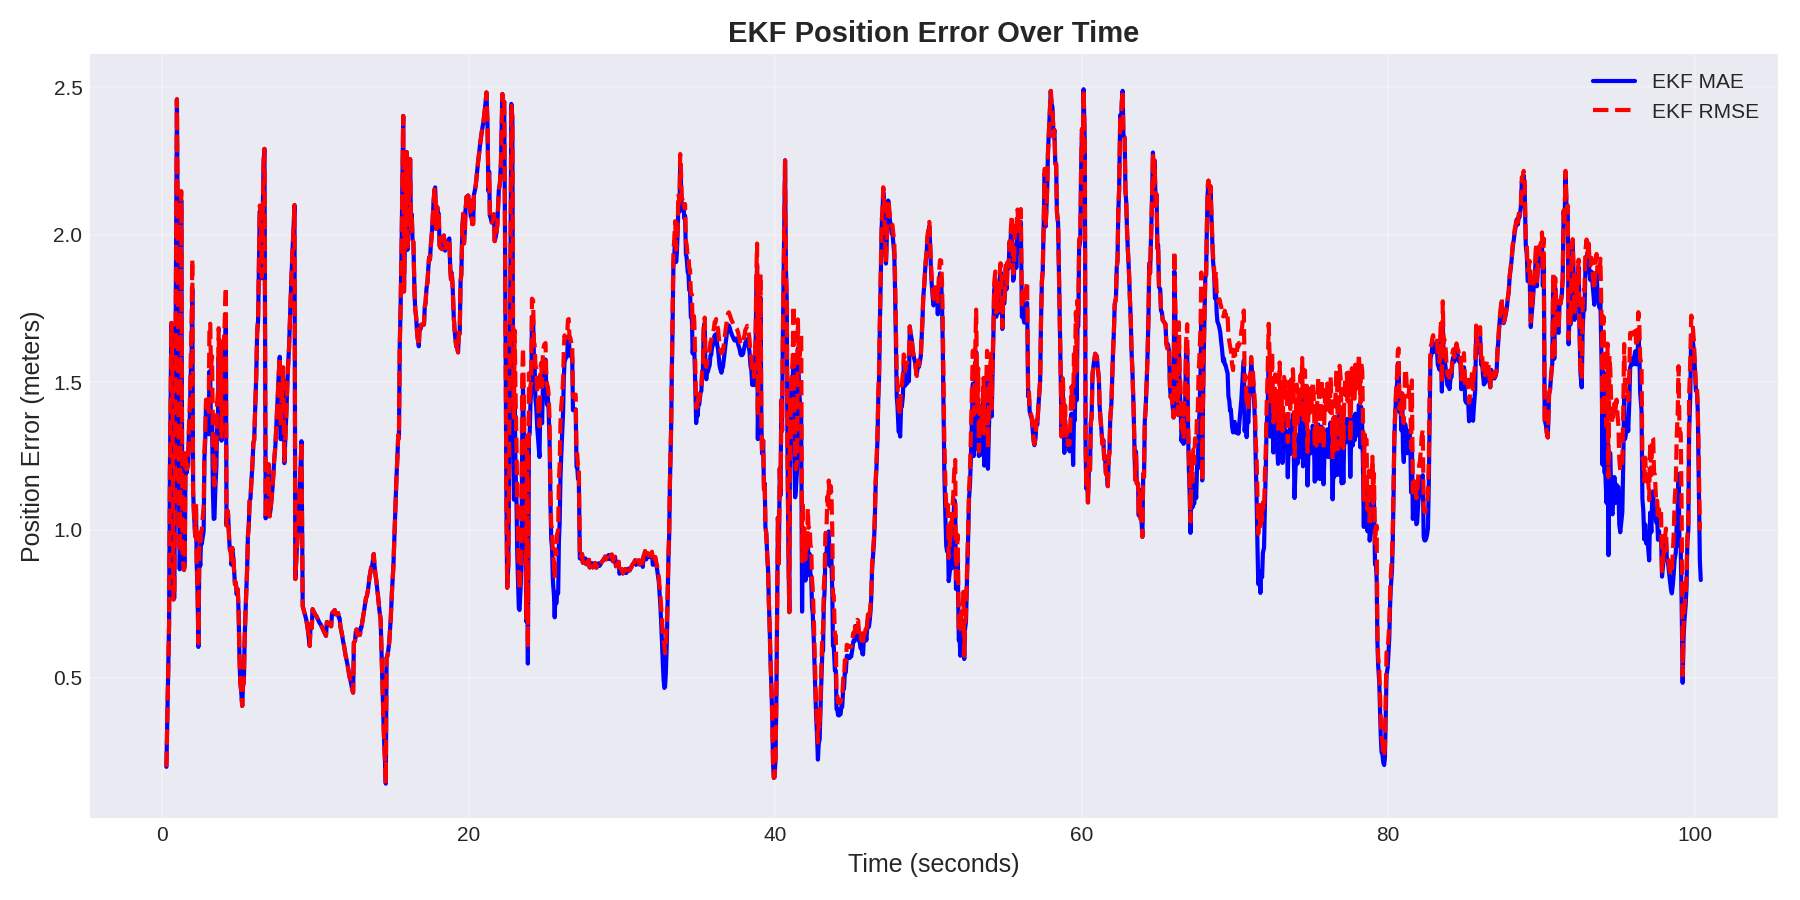 EKF Position Error Over Time
EKF MAE
EKF RMSE
Position Error (meters)
2.5
2.0
1.5
1.0
0.5
0
20
40
60
80
100
Time (seconds)